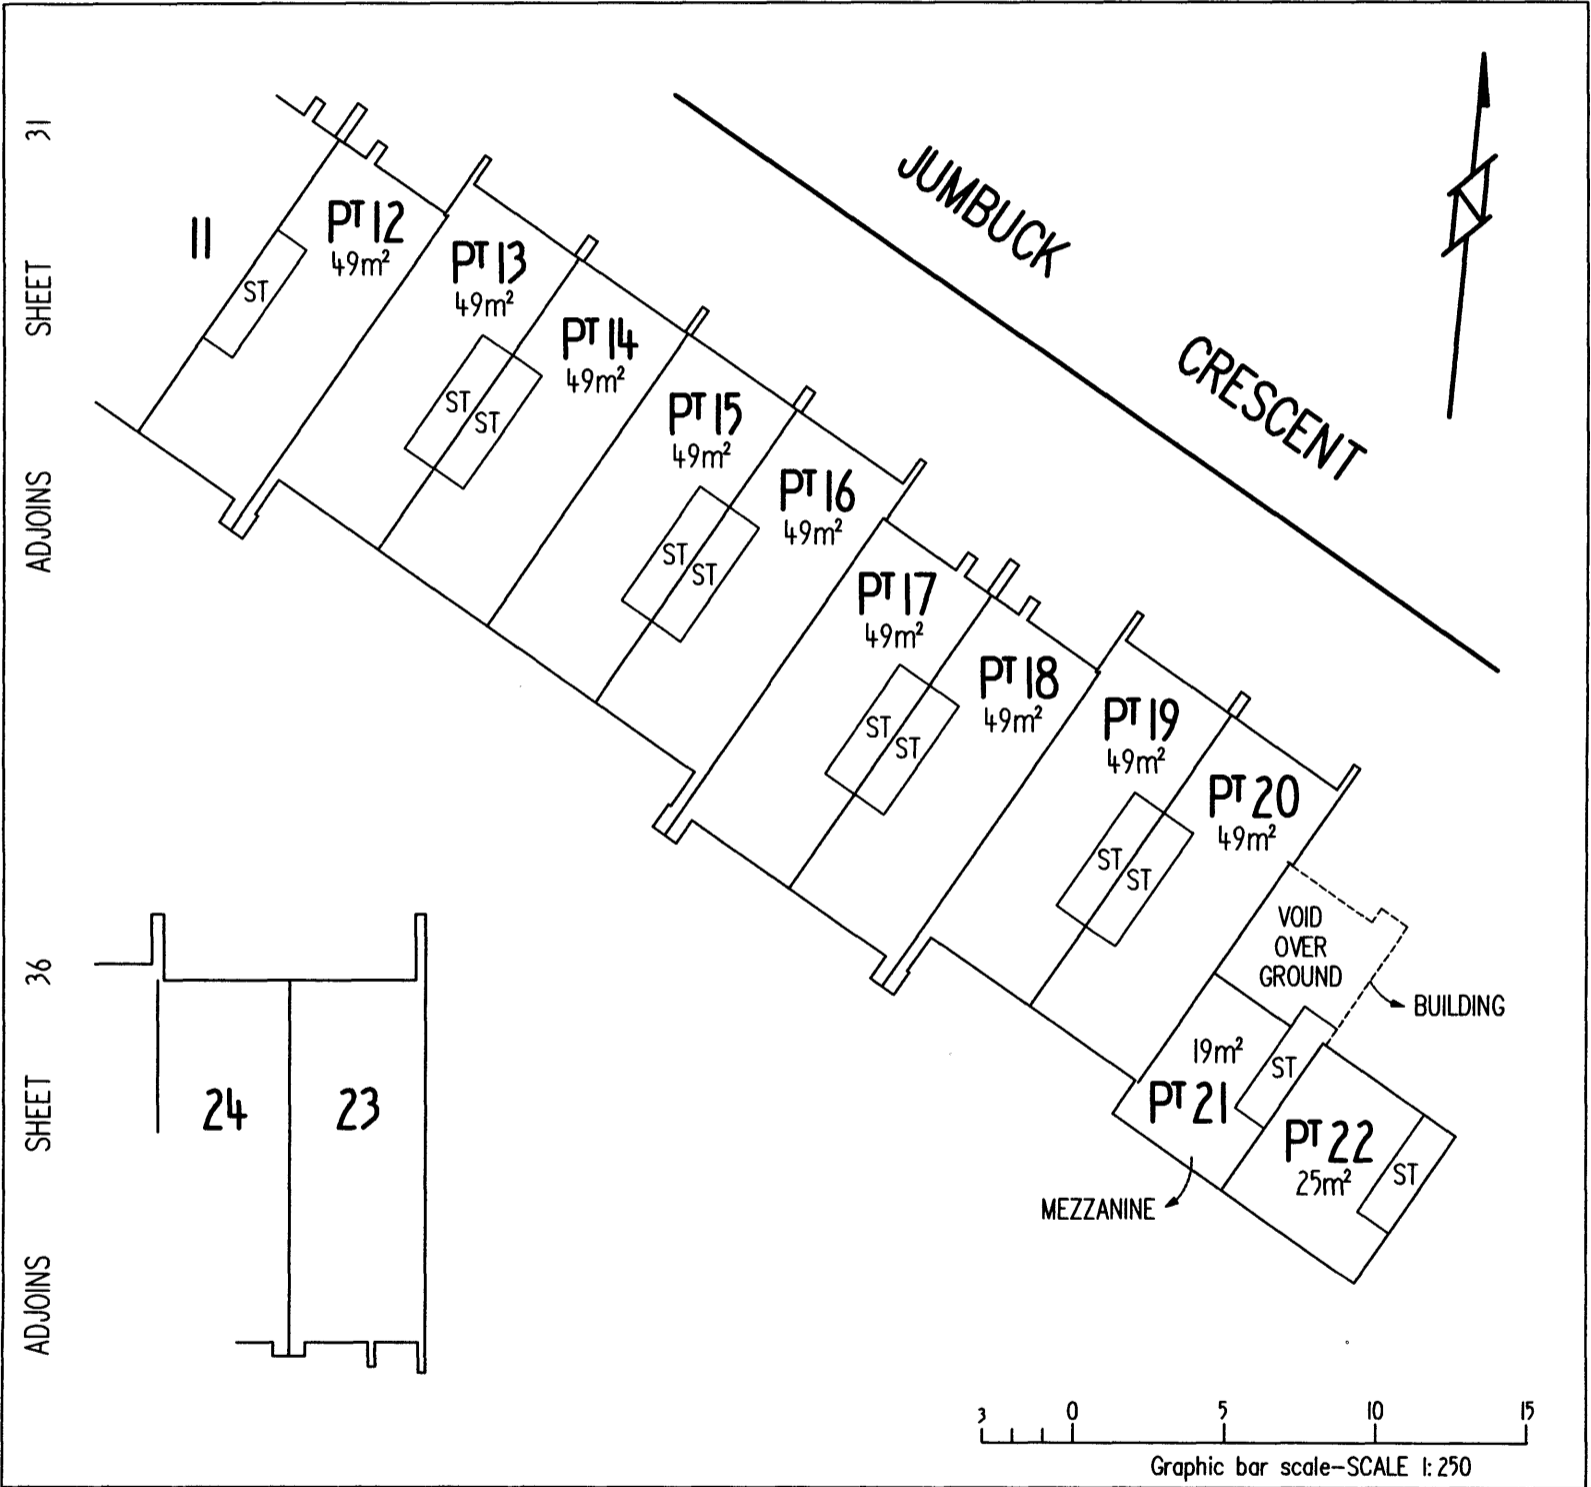 ADJOINS SHEET 31
JUMBUCK CRESCENT
11
PT 12
49m²
ST
PT 13
49m²
ST
PT 14
49m²
ST
PT 15
49m²
ST
PT 16
49m²
ST
PT 17
49m²
ST
PT 18
49m²
ST
PT 19
49m²
ST
PT 20
49m²
ST
VOID
OVER
GROUND
BUILDING
19m²
ST
PT 21
MEZZANINE
PT 22
25m²
ST
ADJOINS SHEET 36
24
23
3 0 5 10 15
Graphic bar scale-SCALE 1:250